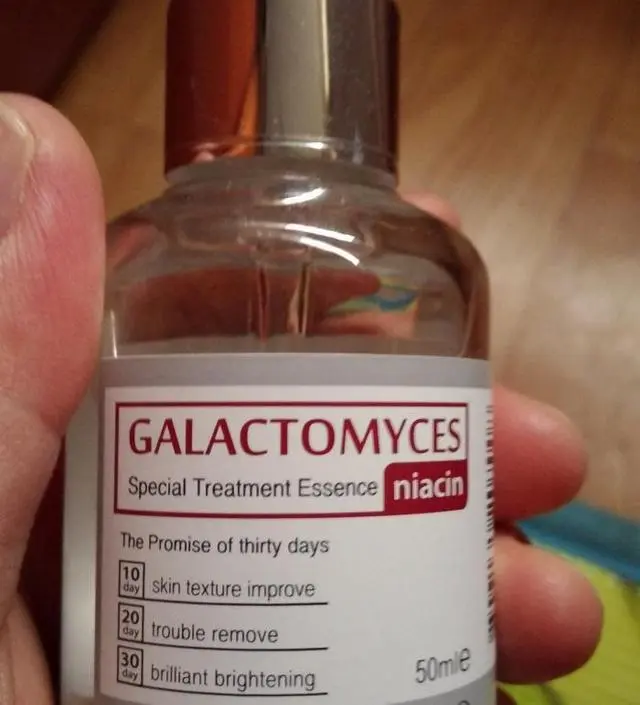 GALACTOMYCES
Special Treatment Essence niacin
The Promise of thirty days
10 day skin texture improve
20 day trouble remove
30 day brilliant brightening
50ml℮